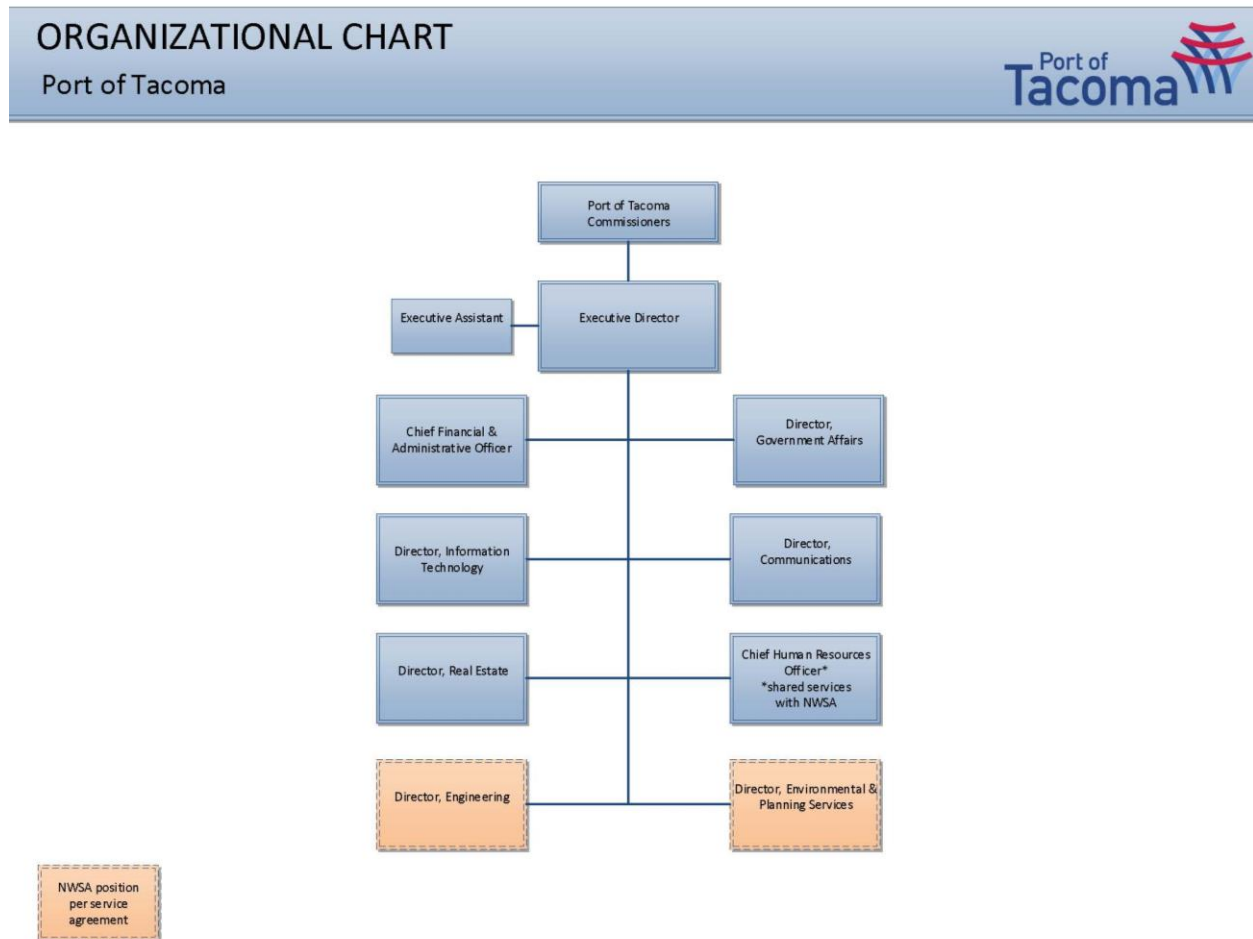 ORGANIZATIONAL CHART
Port of Tacoma
Port of
Tacoma
Port of Tacoma
Commissioners
Executive Assistant
Executive Director
Chief Financial &
Administrative Officer
Director,
Government Affairs
Director, Information
Technology
Director,
Communications
Director, Real Estate
Chief Human Resources
Officer*
*shared services
with NWSA
Director, Engineering
Director, Environmental &
Planning Services
NWSA position
per service
agreement